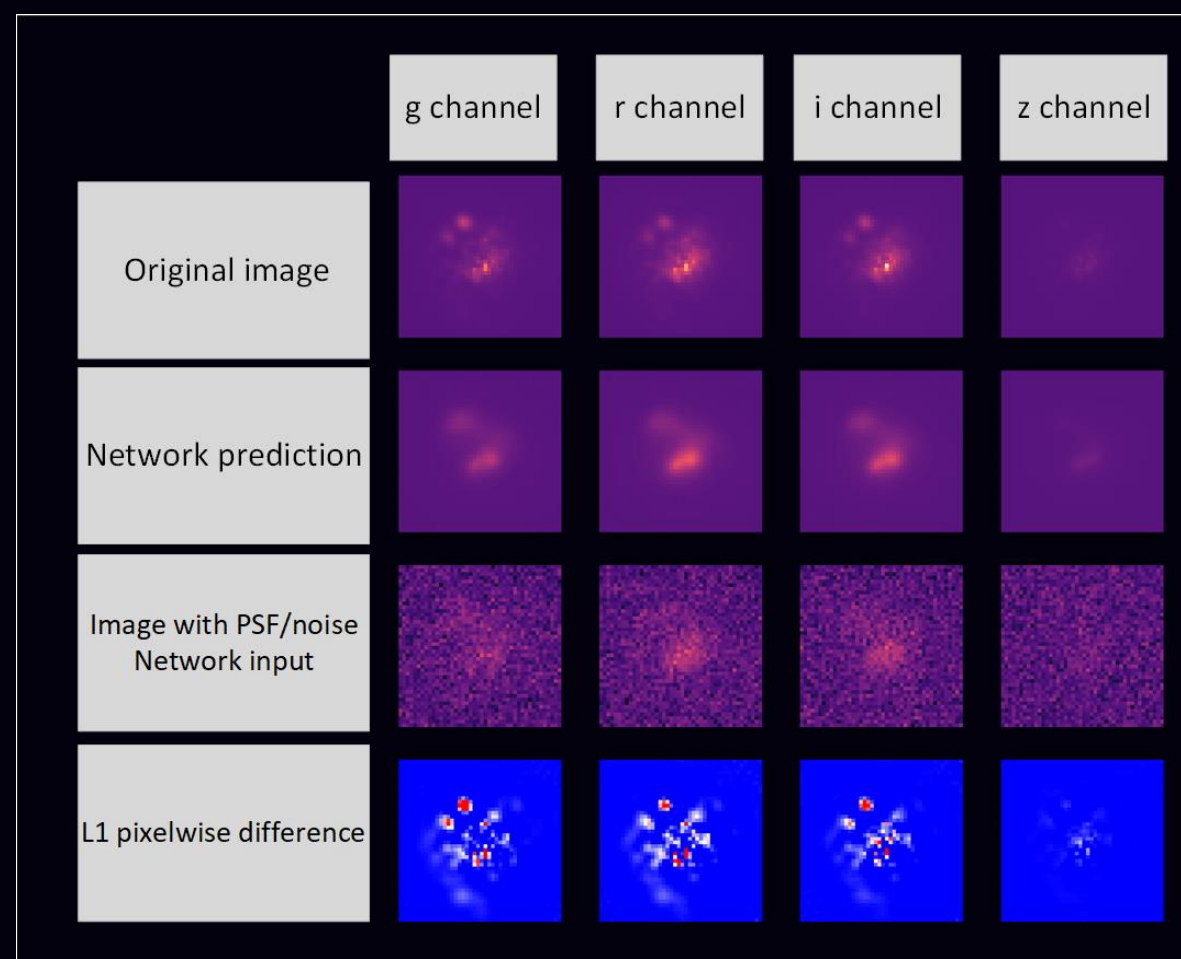 g channel
r channel
i channel
z channel
Original image
Network prediction
Image with PSF/noise
Network input
L1 pixelwise difference